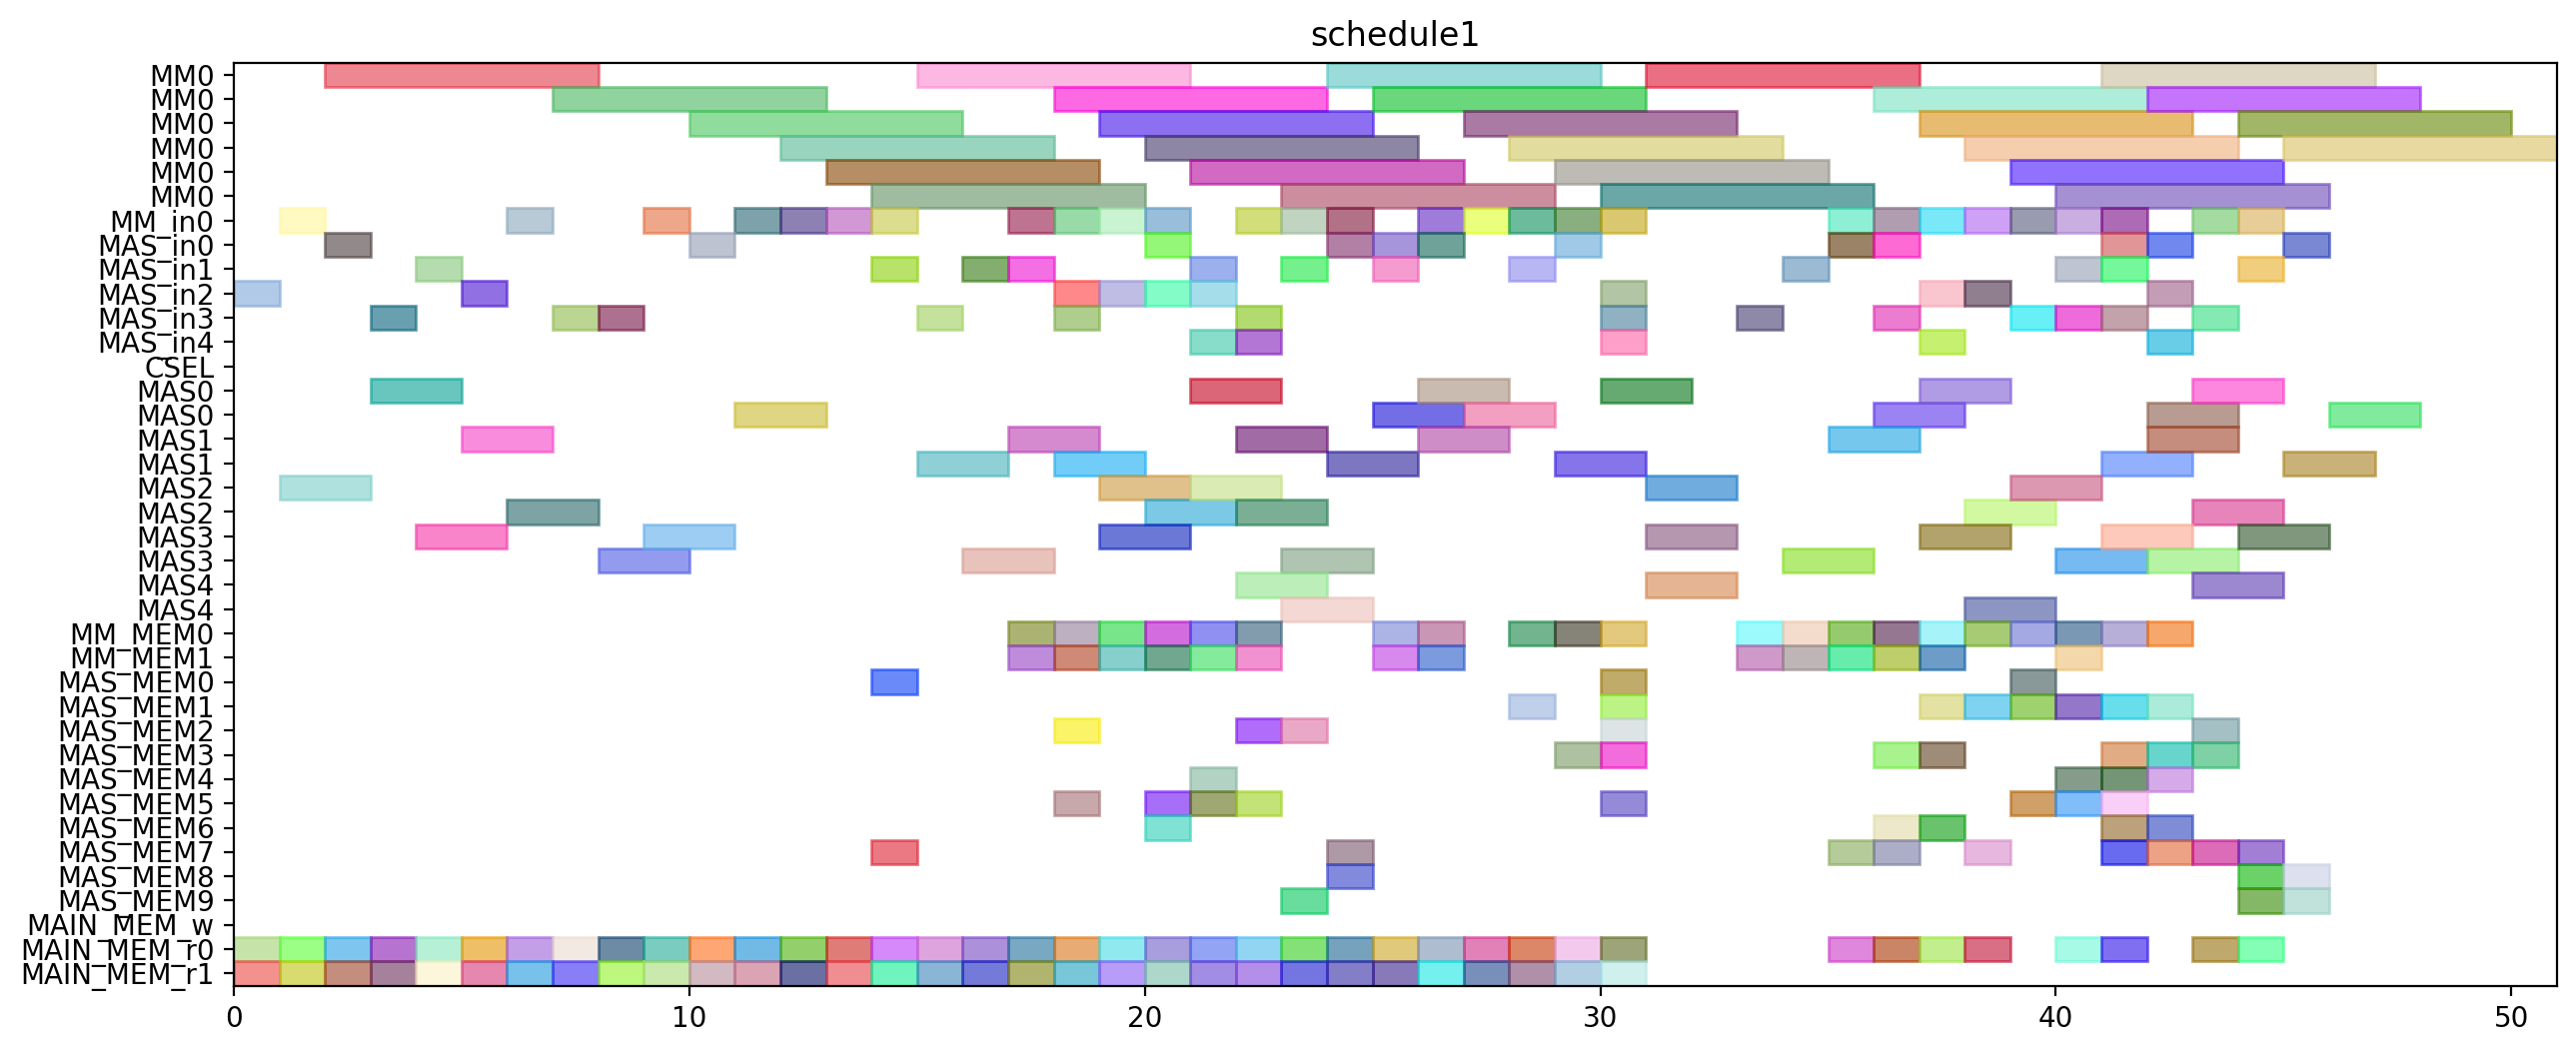 schedule1
MM0
MM0
MM0
MM0
MM0
MM0
MM_in0
MAS_in0
MAS_in1
MAS_in2
MAS_in3
MAS_in4
CSEL
MAS0
MAS0
MAS1
MAS1
MAS2
MAS2
MAS3
MAS3
MAS4
MAS4
MM_MEM0
MM_MEM1
MAS_MEM0
MAS_MEM1
MAS_MEM2
MAS_MEM3
MAS_MEM4
MAS_MEM5
MAS_MEM6
MAS_MEM7
MAS_MEM8
MAS_MEM9
MAIN_MEM_w
MAIN_MEM_r0
MAIN_MEM_r1
0 10 20 30 40 50